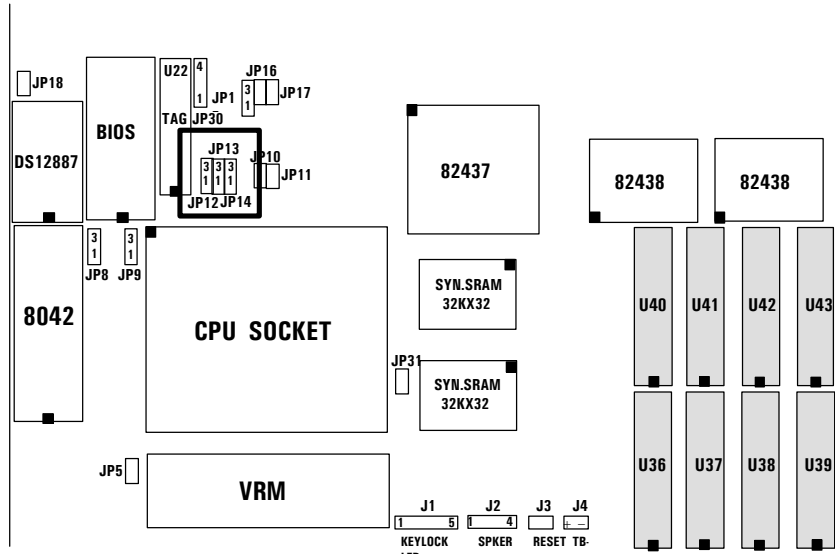 JP18
U22
4
1
JP1
JP16
3
1
JP17
BIOS
TAG
JP30
DS12887
JP13
JP10
JP11
3
1
3
1
3
1
JP12
JP14
82437
82438
82438
3
1
JP8
3
1
JP9
8042
CPU SOCKET
SYN.SRAM
32KX32
U40
U41
U42
U43
JP31
SYN.SRAM
32KX32
JP5
VRM
U36
U37
U38
U39
J1
J2
J3
J4
1 5
1 4
+ –
KEYLOCK
SPKER
RESET
TB-